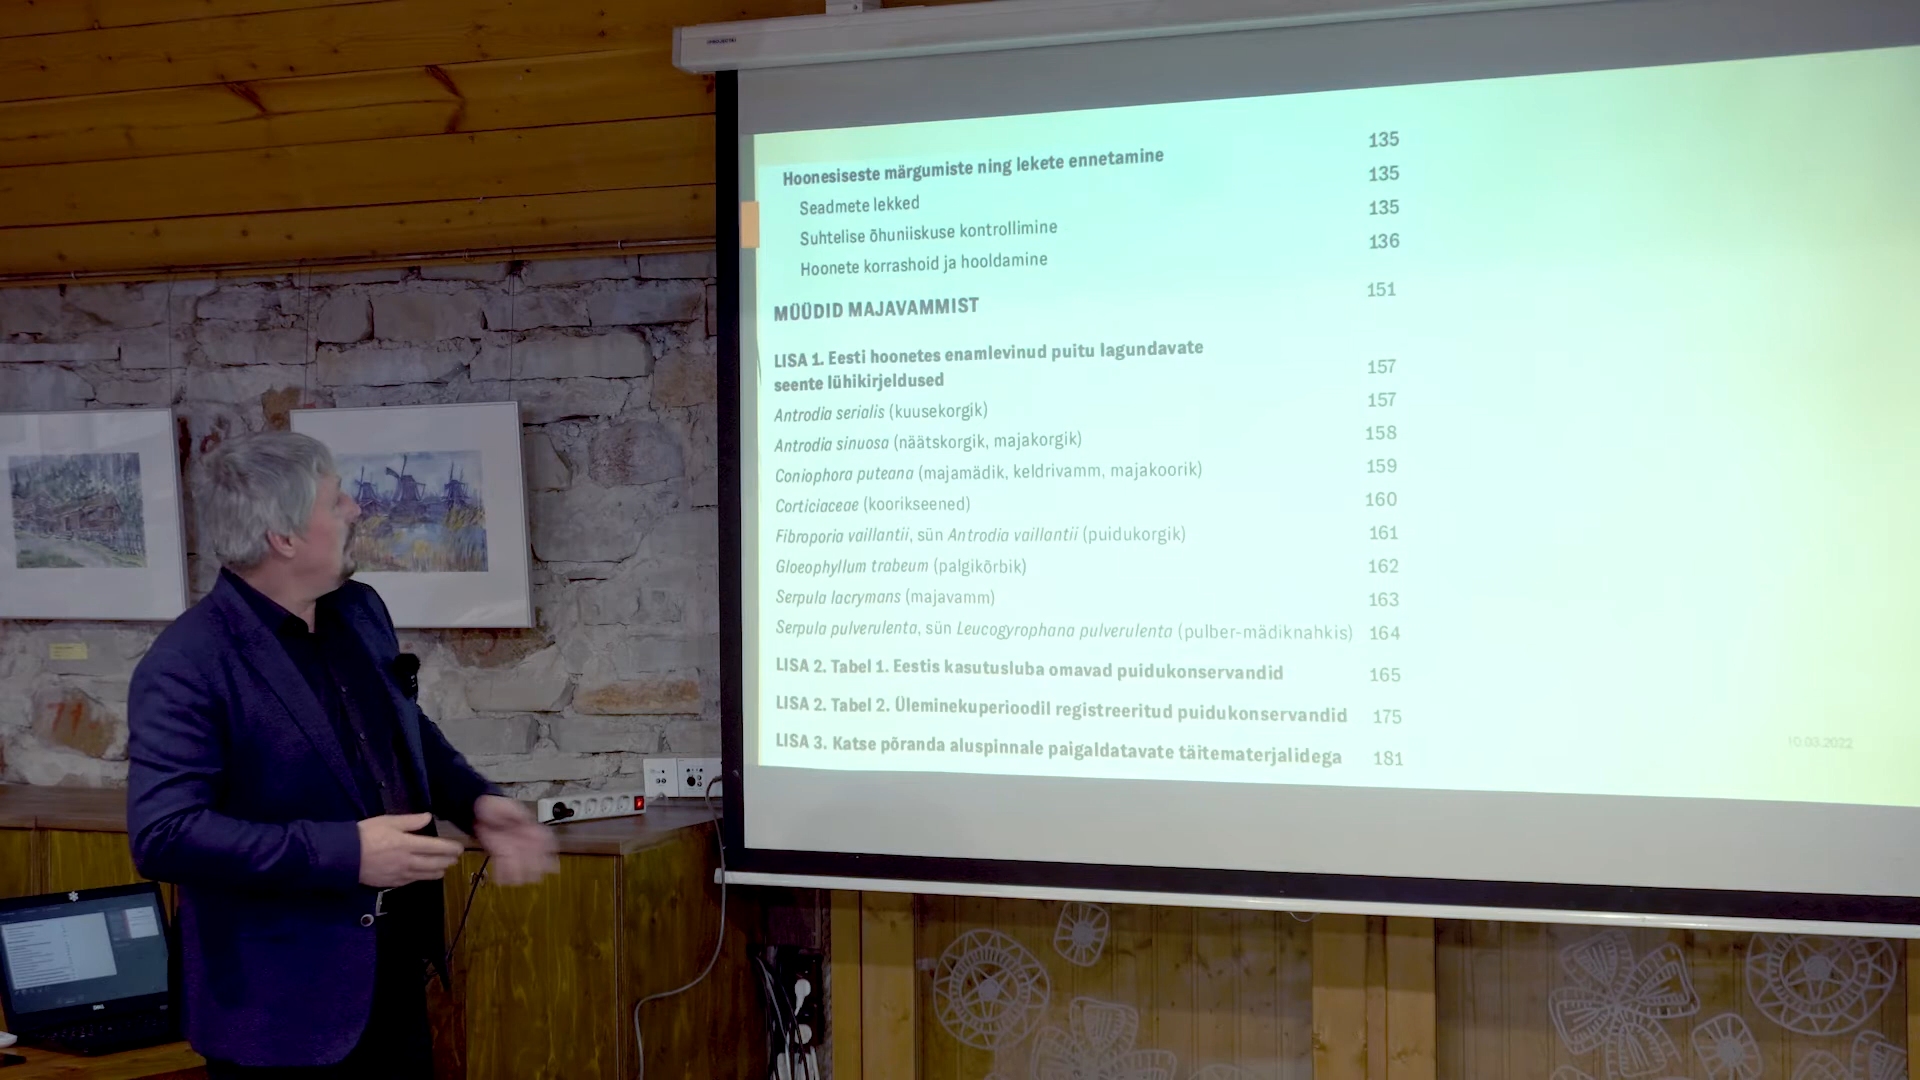 Hoonesiseste märgumiste ning lekete ennetamine 135
Seadmete lekked 135
Suhtelise õhuniiskuse kontrollimine 135
Hoonete korrashoid ja hooldamine 136
MÜÜDID MAJAVAMMIST 151
LISA 1. Eesti hoonetes enamlevinud puitu lagundavate
seente lühikirjeldused 157
Antrodia serialis (kuusekorgik) 157
Antrodia sinuosa (näätskorgik, majakorgik) 158
Coniophora puteana (majamädik, keldrivamm, majakoorik) 159
Corticiaceae (koorikseened) 160
Fibroporia vaillantii, sün Antrodia vaillantii (puidukorgik) 161
Gloeophyllum trabeum (palgikõrbik) 162
Serpula lacrymans (majavamm) 163
Serpula pulverulenta, sün Leucogyrophana pulverulenta (pulber-mädiknahkis) 164
LISA 2. Tabel 1. Eestis kasutusluba omavad puidukonservandid 165
LISA 2. Tabel 2. Üleminekuperioodil registreeritud puidukonservandid 175
LISA 3. Katse põranda aluspinnale paigaldatavate täitematerjalidega 181
10.03.2022
DELL